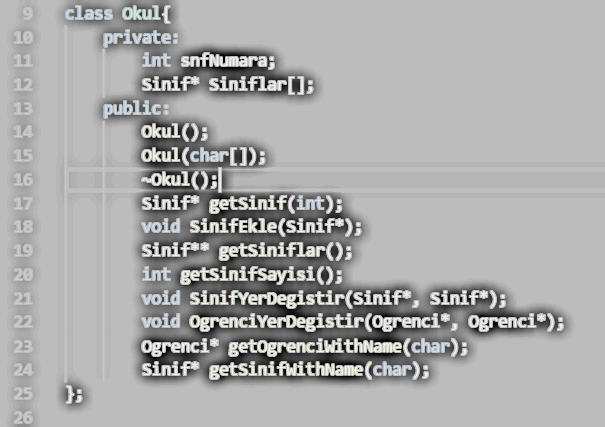 9 class Okul{
10 private:
11 int snfNumara;
12 Sinif* Siniflar[];
13 public:
14 Okul();
15 Okul(char[]);
16 ~Okul();
17 Sinif* getSinif(int);
18 void SinifEkle(Sinif*);
19 Sinif** getSiniflar();
20 int getSinifSayisi();
21 void SinifYerDegistir(Sinif*, Sinif*);
22 void OgrenciYerDegistir(Ogrenci*, Ogrenci*);
23 Ogrenci* getOgrenciWithName(char);
24 Sinif* getSinifWithName(char);
25 };
26